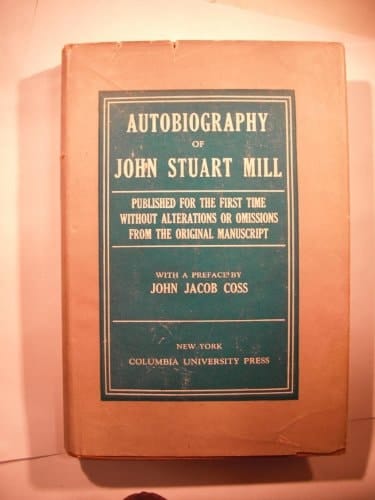 AUTOBIOGRAPHY
OF
JOHN STUART MILL
PUBLISHED FOR THE FIRST TIME
WITHOUT ALTERATIONS OR OMISSIONS
FROM THE ORIGINAL MANUSCRIPT
WITH A PREFACE BY
JOHN JACOB COSS
NEW YORK
COLUMBIA UNIVERSITY PRESS